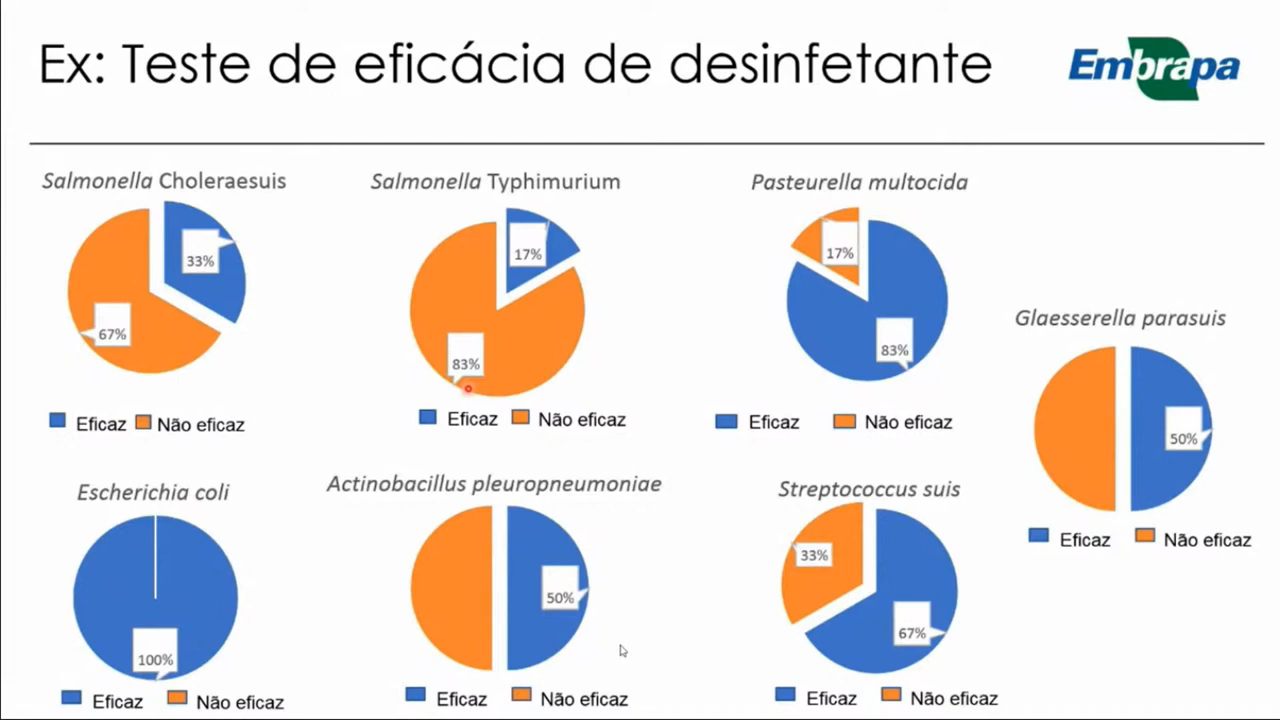 Ex: Teste de eficácia de desinfetante
Embrapa
Salmonella Choleraesuis
33%
67%
Eficaz Não eficaz
Salmonella Typhimurium
17%
83%
Eficaz Não eficaz
Pasteurella multocida
17%
83%
Eficaz Não eficaz
Glaesserella parasuis
50%
Eficaz Não eficaz
Escherichia coli
100%
Eficaz Não eficaz
Actinobacillus pleuropneumoniae
50%
Eficaz Não eficaz
Streptococcus suis
33%
67%
Eficaz Não eficaz